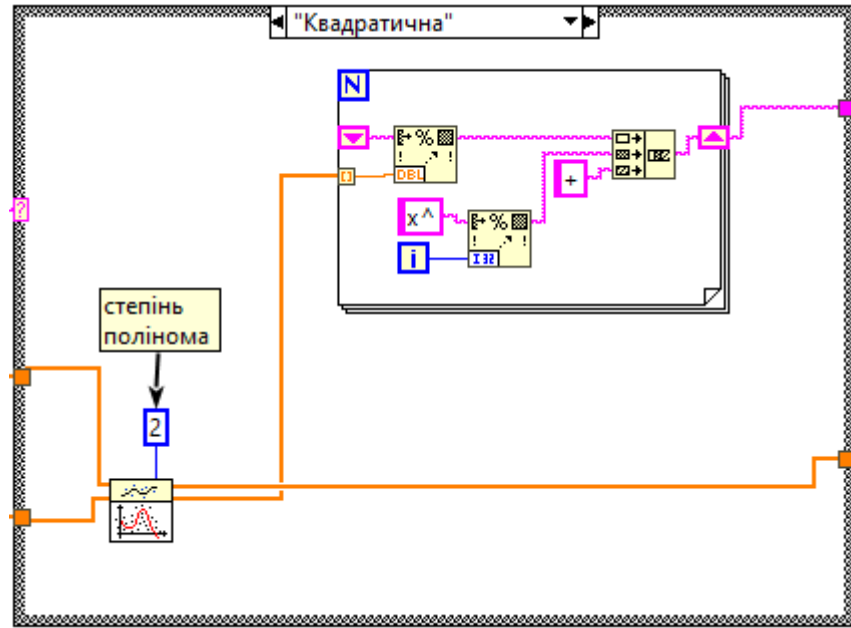 "Квадратична"
N
% !
! DBL
+
x^
% !
i
! I32
степінь
полінома
2
?